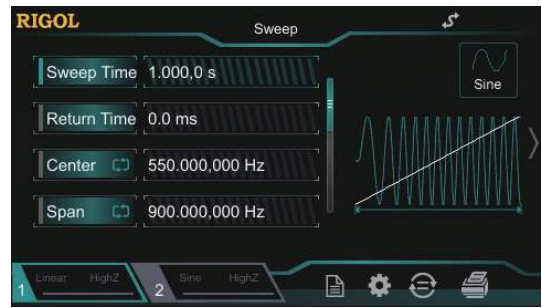 RIGOL
Sweep
Sweep Time 1.000,0 s
Sine
Return Time 0.0 ms
Center 550.000,000 Hz
Span 900.000,000 Hz
1 Linear HighZ 2 Sine HighZ